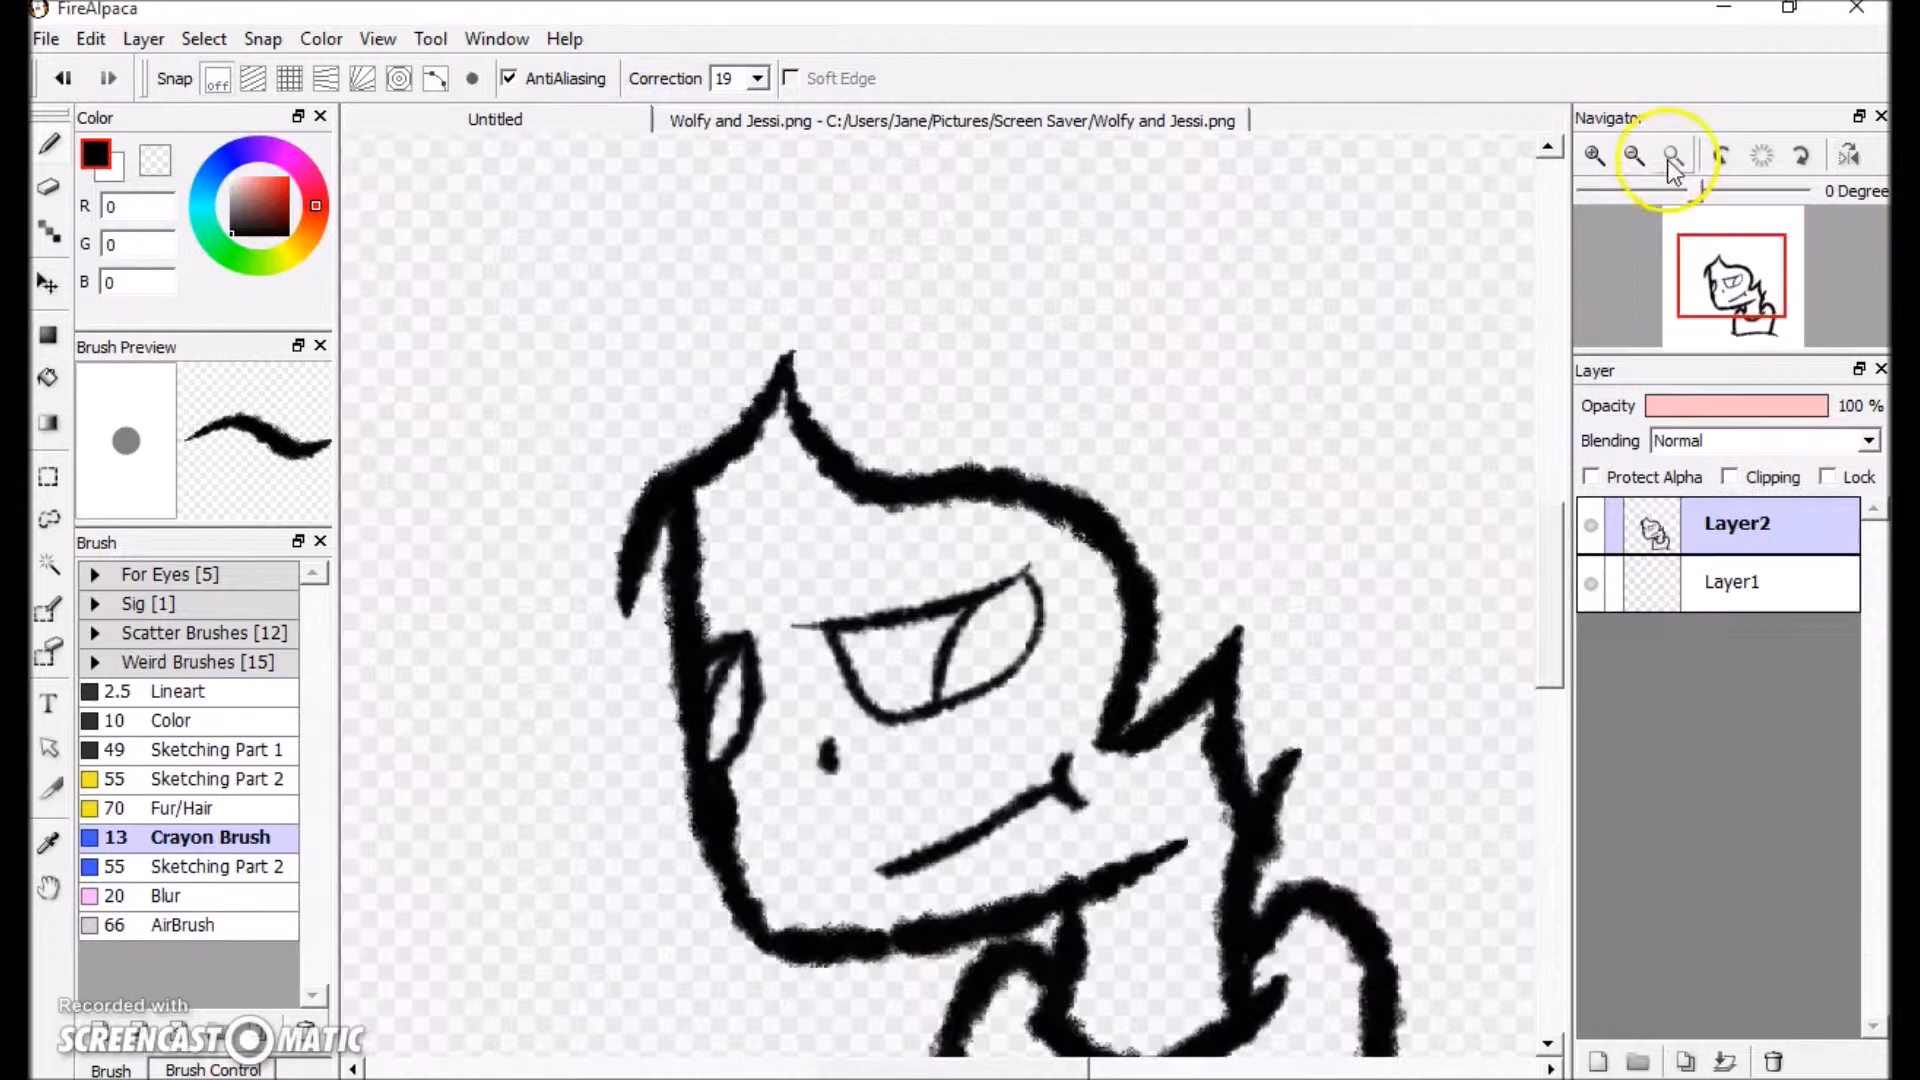 FireAlpaca
File Edit Layer Select Snap Color View Tool Window Help
Snap off AntiAliasing Correction 19 Soft Edge
Color
R 0
G 0
B 0
Brush Preview
Brush
For Eyes [5]
Sig [1]
Scatter Brushes [12]
Weird Brushes [15]
2.5 Lineart
10 Color
49 Sketching Part 1
55 Sketching Part 2
70 Fur/Hair
13 Crayon Brush
55 Sketching Part 2
20 Blur
66 AirBrush
Recorded with
SCREENCAST MATIC
Brush Brush Control
Untitled Wolfy and Jessi.png - C:/Users/Jane/Pictures/Screen Saver/Wolfy and Jessi.png
Navigator
0 Degree
Layer
Opacity 100 %
Blending Normal
Protect Alpha Clipping Lock
Layer2
Layer1